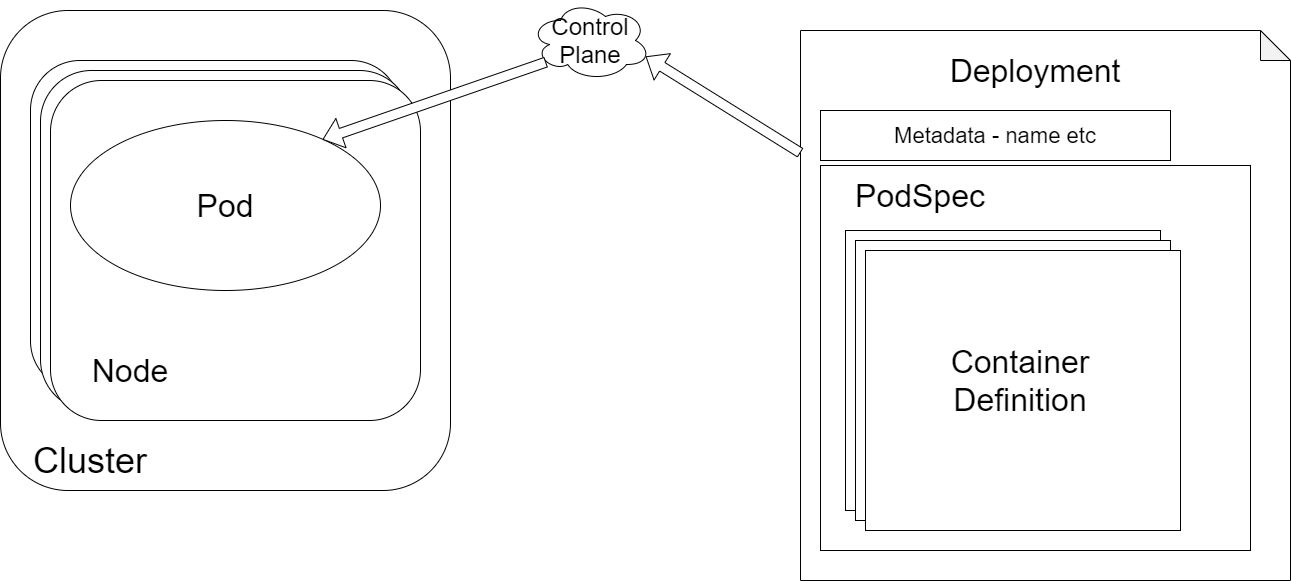 Control
Plane
Deployment
Metadata - name etc
Pod
PodSpec
Node
Container
Definition
Cluster